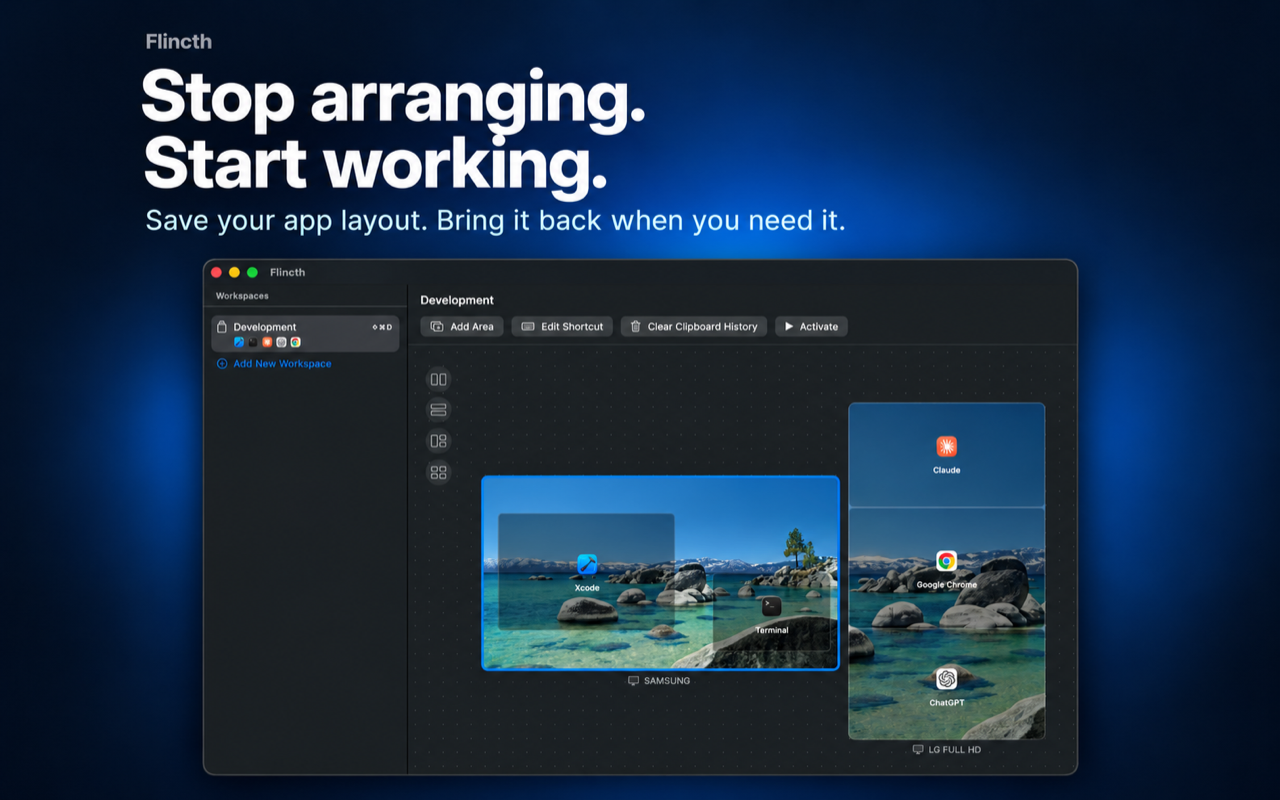 Flincth
Stop arranging.
Start working.
Save your app layout. Bring it back when you need it.
Flincth
Workspaces
Development ⇧⌘D
Add New Workspace
Development
Add Area
Edit Shortcut
Clear Clipboard History
Activate
Xcode
Terminal
SAMSUNG
Claude
Google Chrome
ChatGPT
LG FULL HD